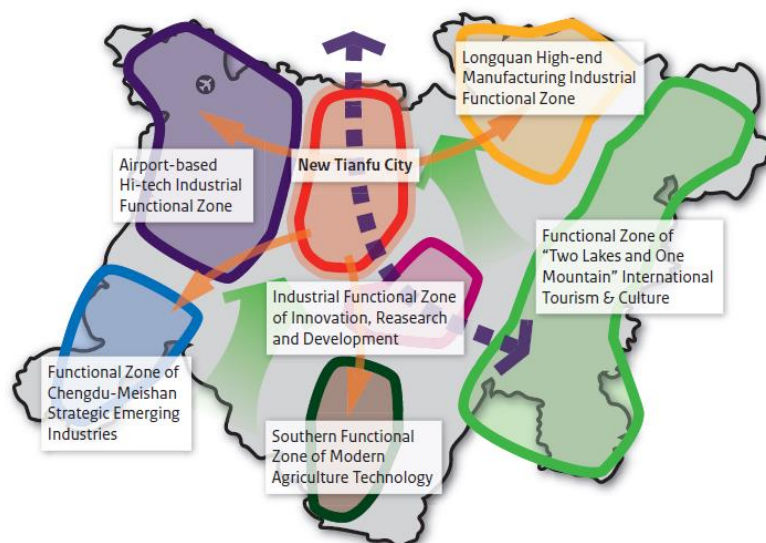 Longquan High-end
Manufacturing Industrial
Functional Zone
New Tianfu City
Airport-based
Hi-tech Industrial
Functional Zone
Functional Zone of
“Two Lakes and One
Mountain” International
Tourism & Culture
Industrial Functional Zone
of Innovation, Reasearch
and Development
Functional Zone of
Chengdu-Meishan
Strategic Emerging
Industries
Southern Functional
Zone of Modern
Agriculture Technology